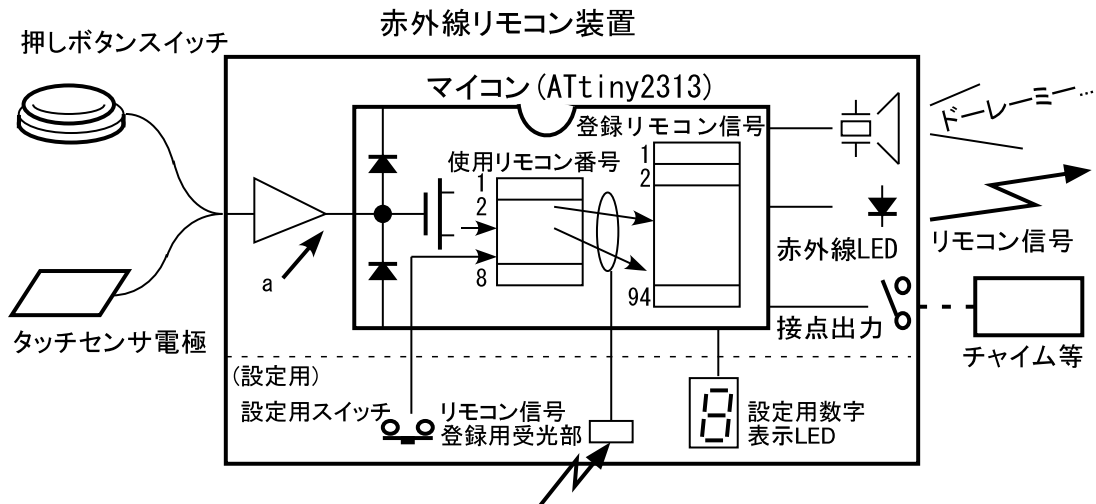 赤外線リモコン装置
押しボタンスイッチ
マイコン(ATtiny2313)
ドーレーミー…
登録リモコン信号
使用リモコン番号
1
2
1
2
8
94
a
赤外線LED
リモコン信号
タッチセンサ電極
接点出力
チャイム等
(設定用)
設定用スイッチ
リモコン信号
登録用受光部
8
設定用数字
表示LED